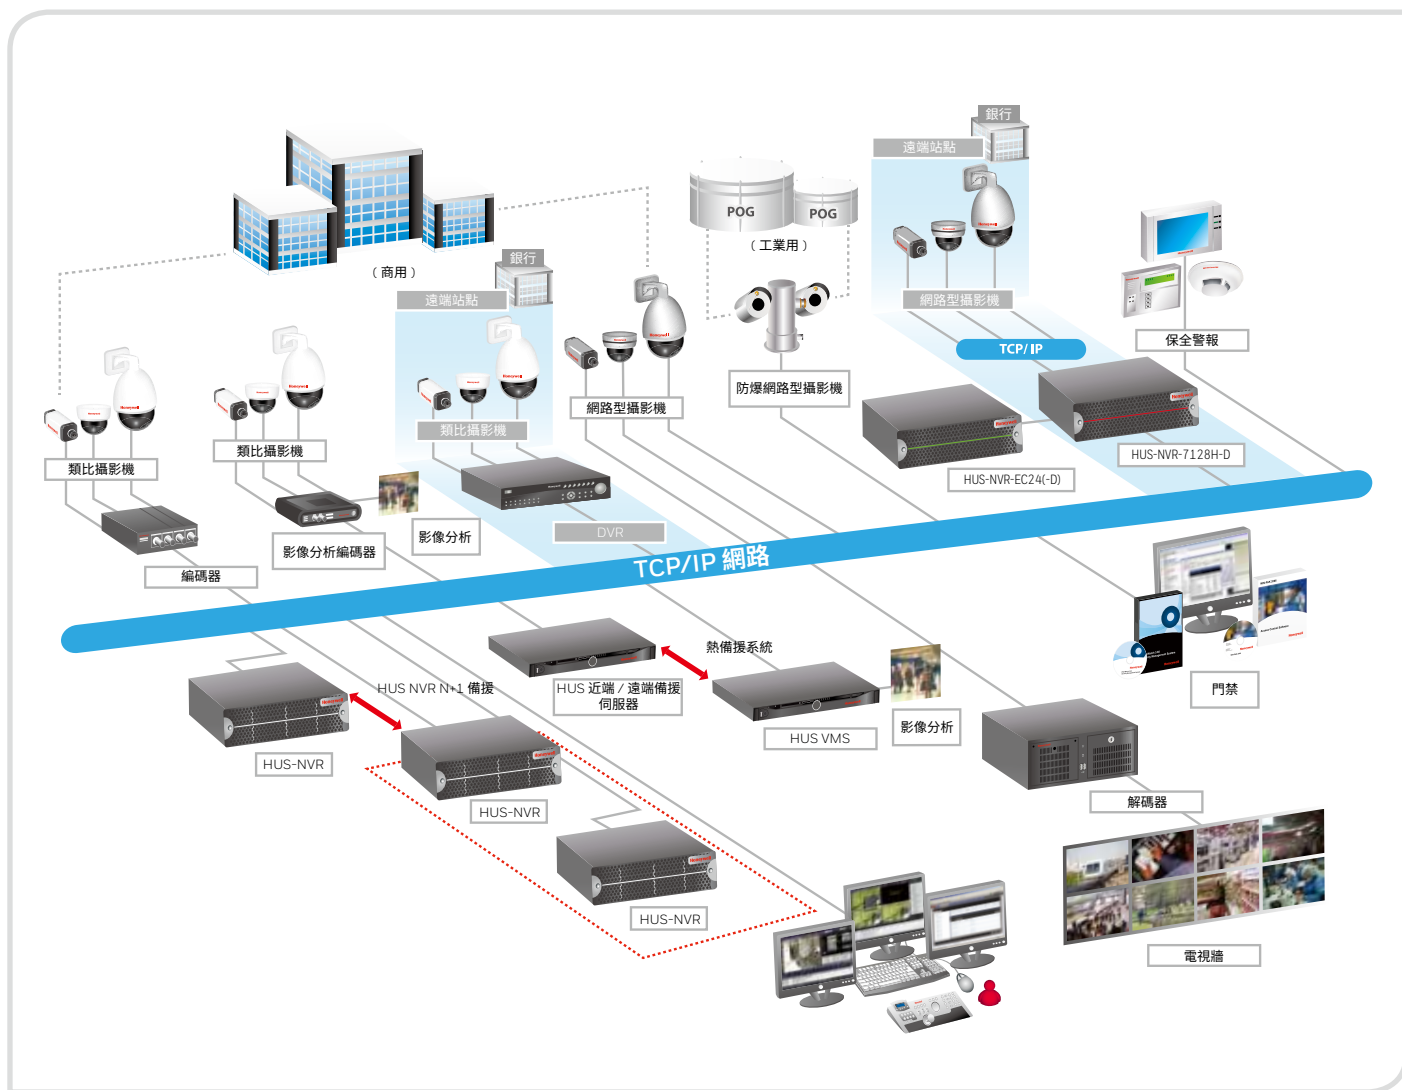 銀行
遠端站點
POG
POG
( 工業用 )
( 商用 )
銀行
遠端站點
網路型攝影機
TCP/ IP
保全警報
防爆網路型攝影機
網路型攝影機
類比攝影機
類比攝影機
類比攝影機
HUS-NVR-7128H-D
HUS-NVR-EC24(-D)
DVR
影像分析
影像分析編碼器
編碼器
TCP/IP 網路
門禁
熱備援系統
HUS 近端 / 遠端備援
伺服器
HUS NVR N+1 備援
HUS VMS
影像分析
HUS-NVR
HUS-NVR
HUS-NVR
解碼器
電視牆
Honeywell
Honeywell
Honeywell
Honeywell
Honeywell